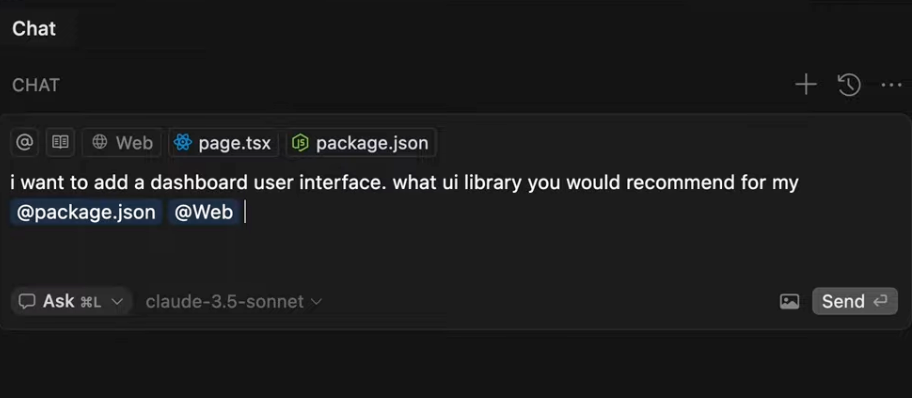 Chat
CHAT
@ Web page.tsx package.json
i want to add a dashboard user interface. what ui library you would recommend for my
@package.json @Web
Ask ⌘L claude-3.5-sonnet Send